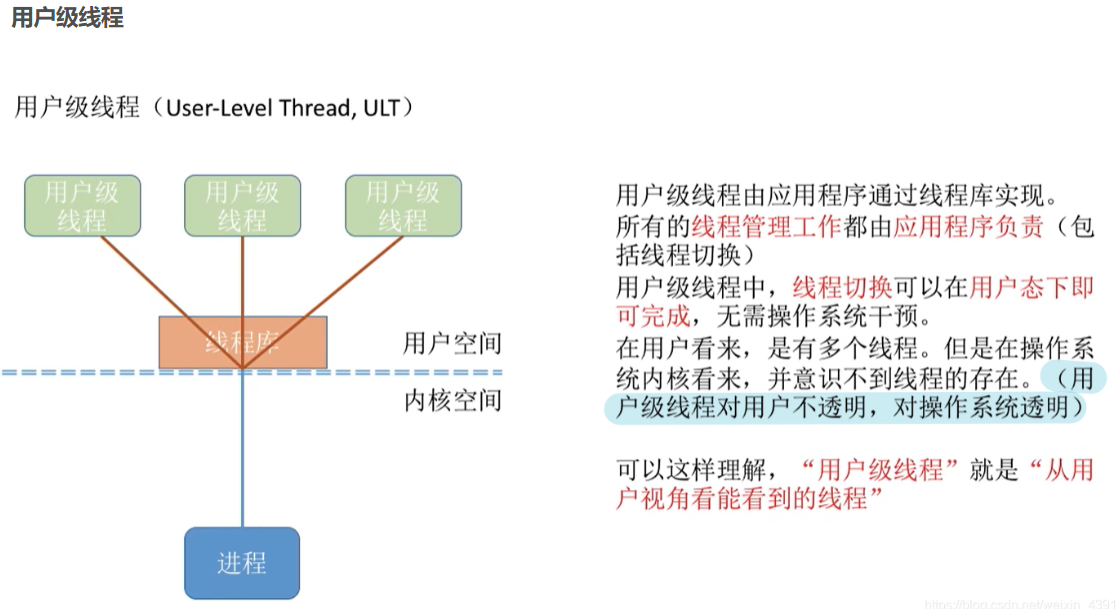 用户级线程
用户级线程（User-Level Thread, ULT）
用户级
线程
用户级
线程
用户级
线程
线程库
用户空间
内核空间
进程
用户级线程由应用程序通过线程库实现。
所有的线程管理工作都由应用程序负责（包
括线程切换）
用户级线程中，线程切换可以在用户态下即
可完成，无需操作系统干预。
在用户看来，是有多个线程。但是在操作系
统内核看来，并意识不到线程的存在。（用
户级线程对用户不透明，对操作系统透明）
可以这样理解，“用户级线程”就是“从用
户视角看能看到的线程”
https://blog.csdn.net/weixin_4391